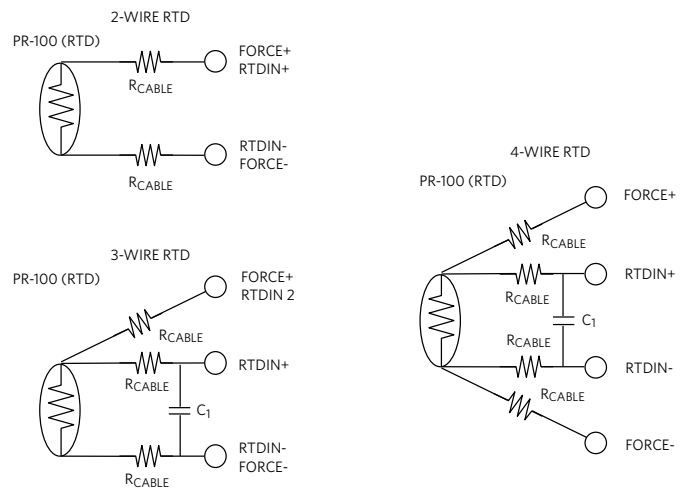 2-WIRE RTD
PR-100 (RTD)
FORCE+
RTDIN+
RCABLE
RTDIN-
FORCE-
RCABLE
3-WIRE RTD
PR-100 (RTD)
FORCE+
RTDIN 2
RCABLE
RTDIN+
RCABLE
C1
RTDIN-
FORCE-
RCABLE
4-WIRE RTD
PR-100 (RTD)
FORCE+
RCABLE
RTDIN+
RCABLE
C1
RCABLE
RTDIN-
RCABLE
FORCE-